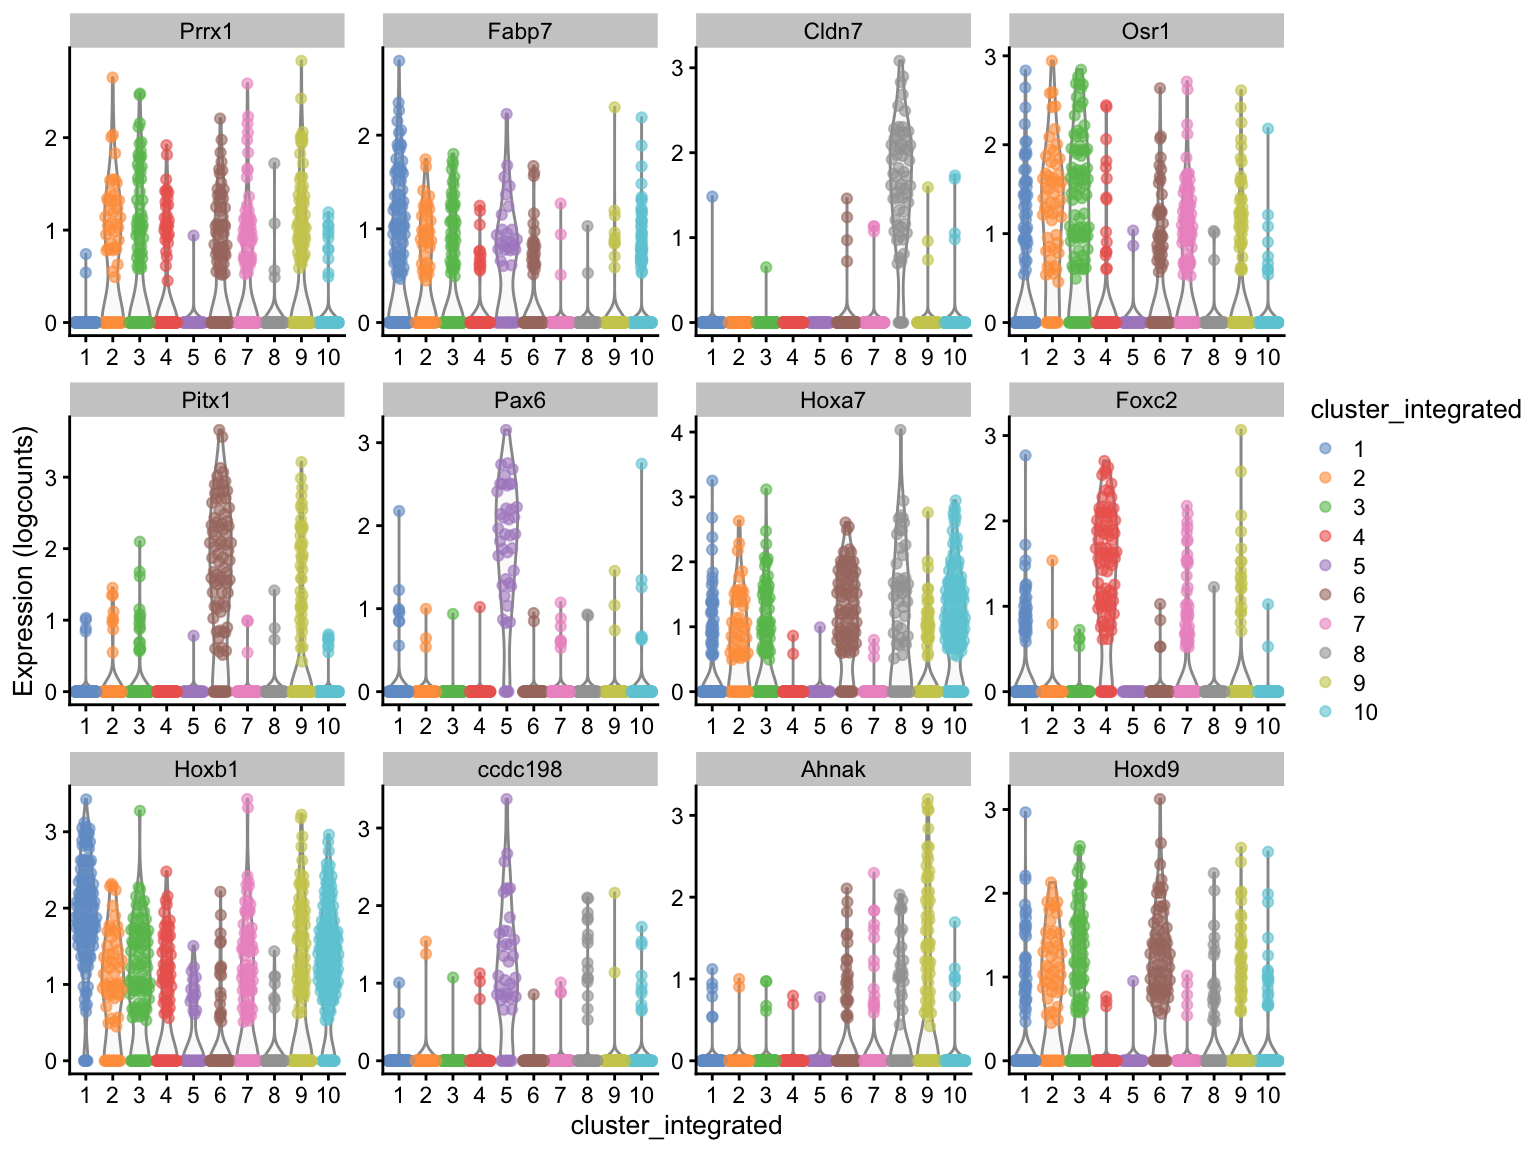 Prrx1 Fabp7 Cldn7 Osr1
2 1 0
2 1 0
3 2 1 0
3 2 1 0
1 2 3 4 5 6 7 8 9 10
1 2 3 4 5 6 7 8 9 10
1 2 3 4 5 6 7 8 9 10
1 2 3 4 5 6 7 8 9 10
Pitx1 Pax6 Hoxa7 Foxc2
3 2 1 0
3 2 1 0
4 3 2 1 0
3 2 1 0
1 2 3 4 5 6 7 8 9 10
1 2 3 4 5 6 7 8 9 10
1 2 3 4 5 6 7 8 9 10
1 2 3 4 5 6 7 8 9 10
Hoxb1 ccdc198 Ahnak Hoxd9
3 2 1 0
3 2 1 0
3 2 1 0
3 2 1 0
1 2 3 4 5 6 7 8 9 10
1 2 3 4 5 6 7 8 9 10
1 2 3 4 5 6 7 8 9 10
1 2 3 4 5 6 7 8 9 10
Expression (logcounts)
cluster_integrated
cluster_integrated
1
2
3
4
5
6
7
8
9
10